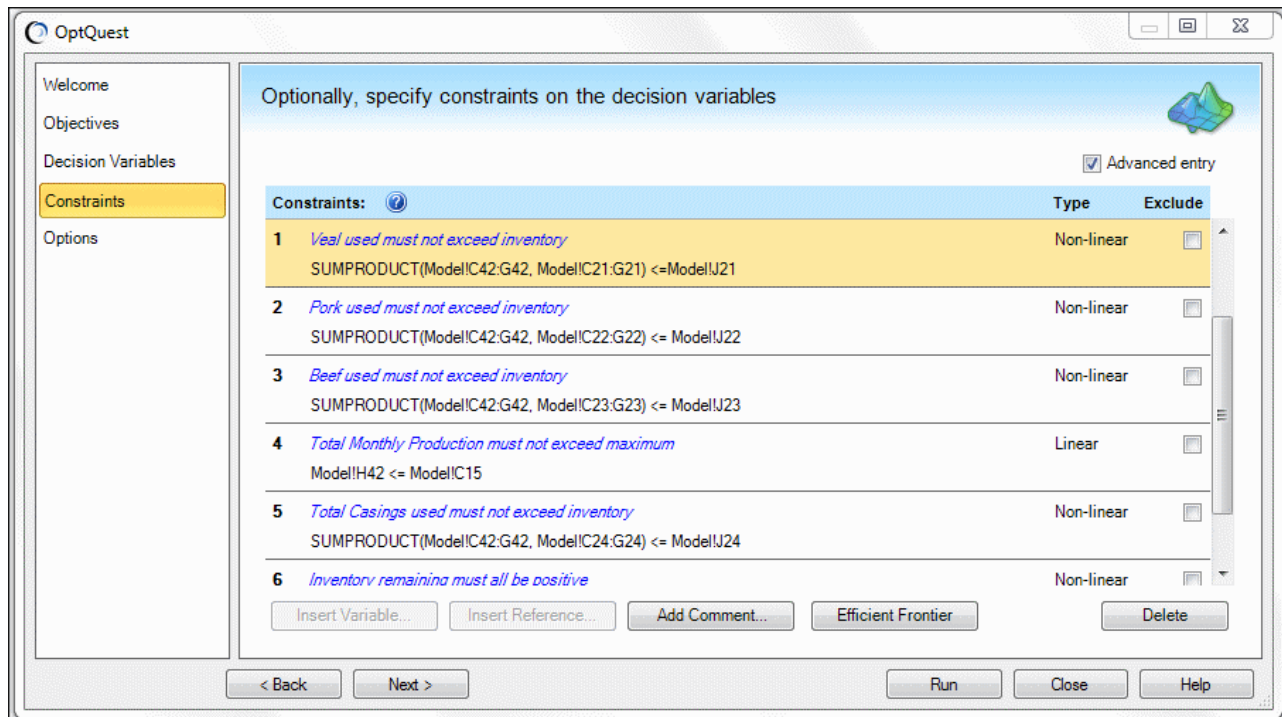 OptQuest
Welcome
Objectives
Decision Variables
Constraints
Options
Optionally, specify constraints on the decision variables
Advanced entry
Constraints: Type Exclude
1 Veal used must not exceed inventory Non-linear
SUMPRODUCT(Model!C42:G42, Model!C21:G21) <=Model!J21
2 Pork used must not exceed inventory Non-linear
SUMPRODUCT(Model!C42:G42, Model!C22:G22) <= Model!J22
3 Beef used must not exceed inventory Non-linear
SUMPRODUCT(Model!C42:G42, Model!C23:G23) <= Model!J23
4 Total Monthly Production must not exceed maximum Linear
Model!H42 <= Model!C15
5 Total Casings used must not exceed inventory Non-linear
SUMPRODUCT(Model!C42:G42, Model!C24:G24) <= Model!J24
6 Inventory remaining must all be positive Non-linear
Insert Variable... Insert Reference... Add Comment... Efficient Frontier Delete
< Back Next > Run Close Help